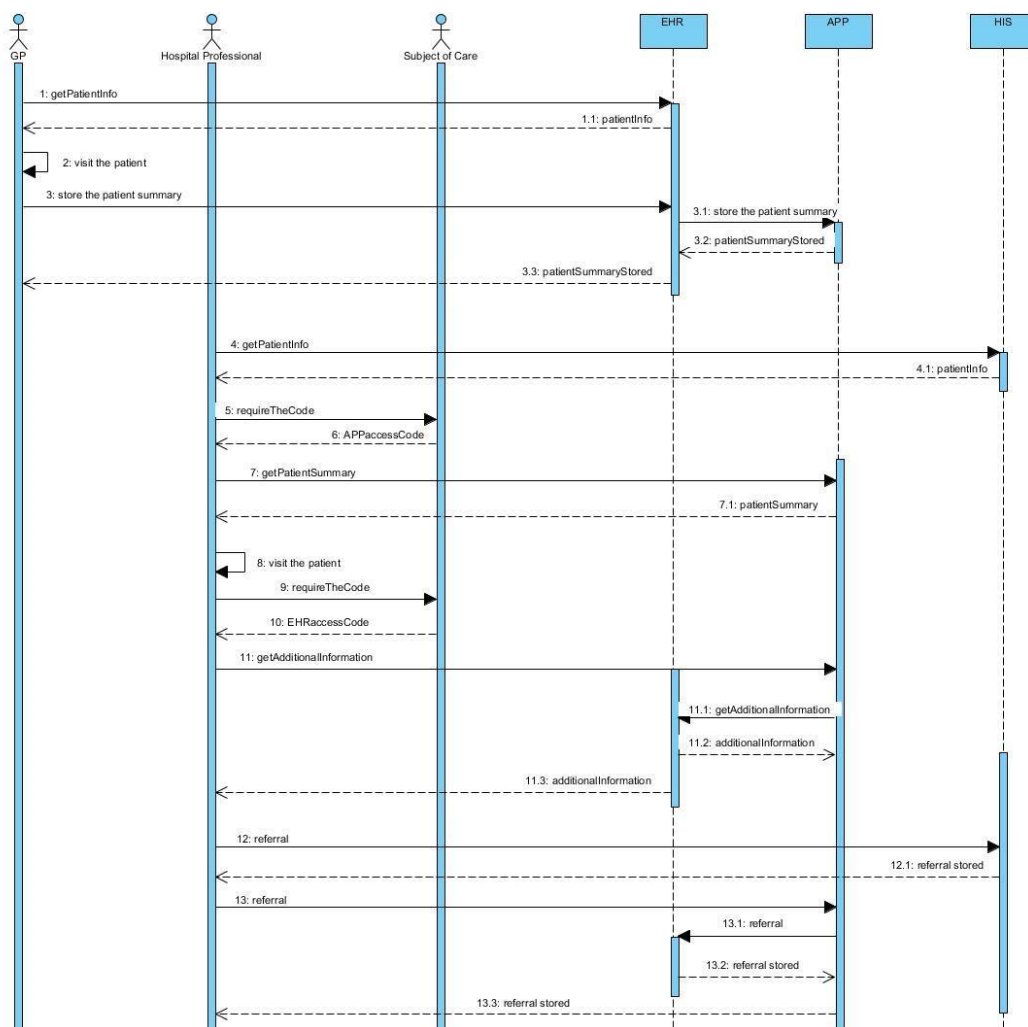 EHR
APP
HIS
GP
Hospital Professional
Subject of Care
1: getPatientInfo
1.1: patientInfo
2: visit the patient
3: store the patient summary
3.1: store the patient summary
3.2: patientSummaryStored
3.3: patientSummaryStored
4: getPatientInfo
4.1: patientInfo
5: requireTheCode
6: APPaccessCode
7: getPatientSummary
7.1: patientSummary
8: visit the patient
9: requireTheCode
10: EHRaccessCode
11: getAdditionalInformation
11.1: getAdditionalInformation
11.2: additionalInformation
11.3: additionalInformation
12: referral
12.1: referral stored
13: referral
13.1: referral
13.2: referral stored
13.3: referral stored